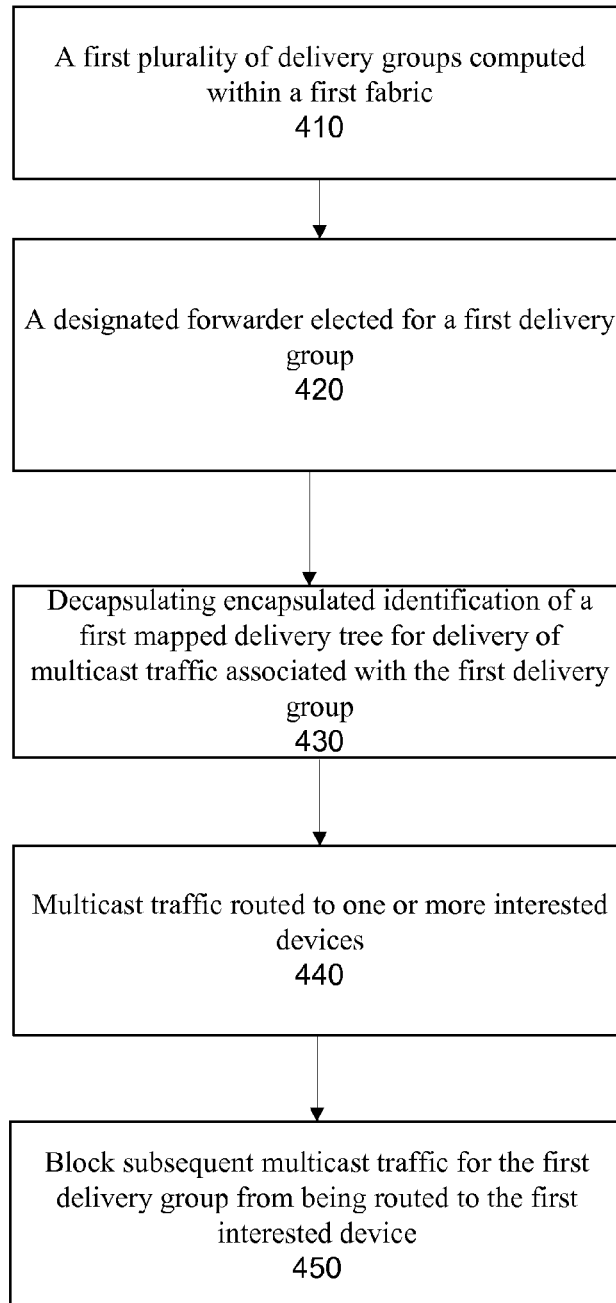 A first plurality of delivery groups computed
within a first fabric
410
A designated forwarder elected for a first delivery
group
420
Decapsulating encapsulated identification of a
first mapped delivery tree for delivery of
multicast traffic associated with the first delivery
group
430
Multicast traffic routed to one or more interested
devices
440
Block subsequent multicast traffic for the first
delivery group from being routed to the first
interested device
450